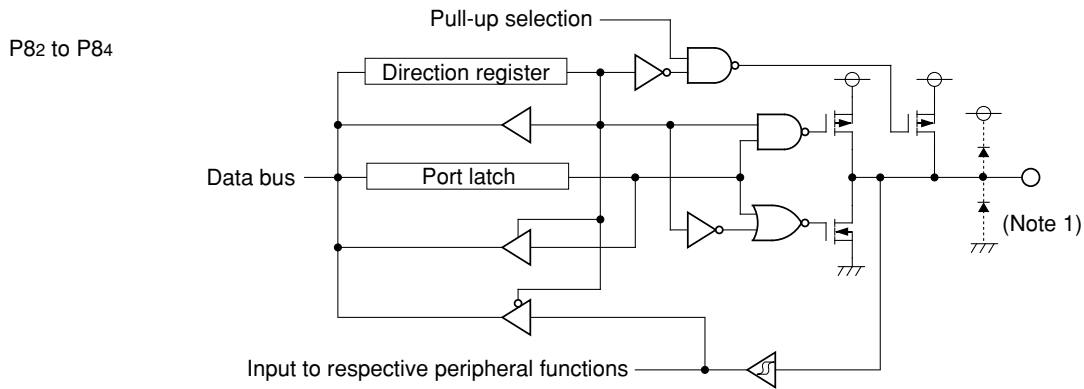 Pull-up selection
P82 to P84
Direction register
Data bus
Port latch
(Note 1)
Input to respective peripheral functions